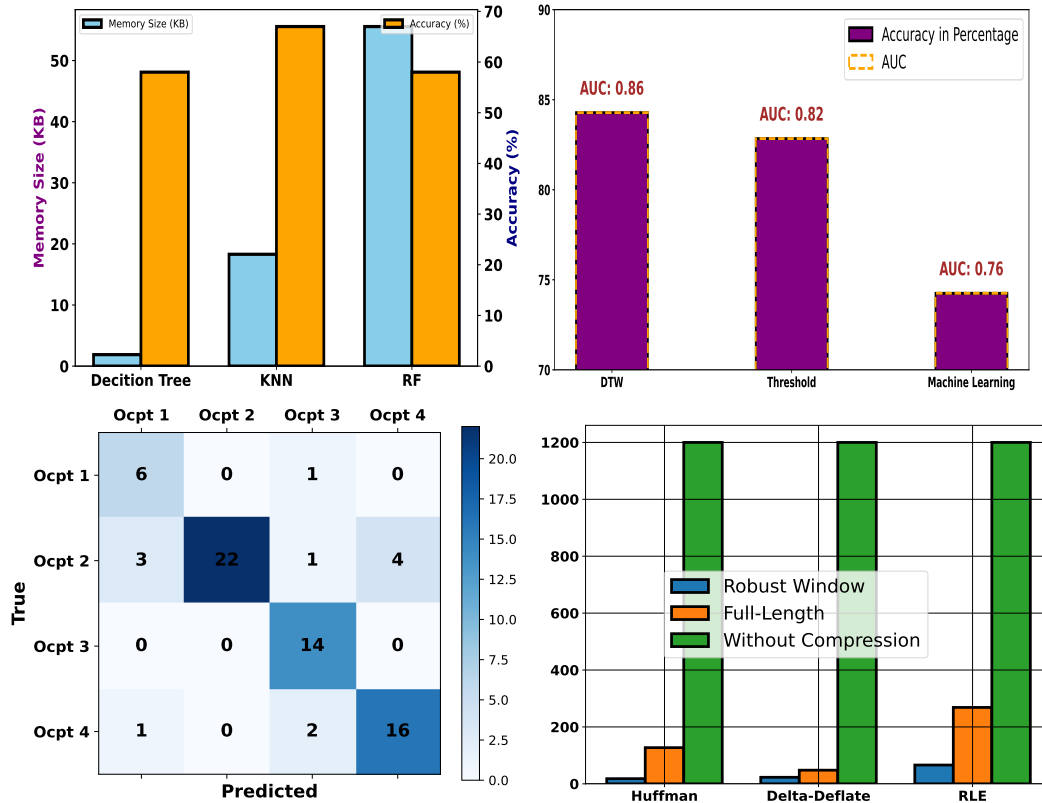 Memory Size (KB)
Accuracy (%)
Memory Size (KB)
50
40
30
20
10
0
70
60
50
40
30
20
10
0
Accuracy (%)
Decition Tree KNN RF
90
85
80
75
70
Accuracy in Percentage
AUC
AUC: 0.86
AUC: 0.82
AUC: 0.76
DTW Threshold Machine Learning
Ocpt 1 Ocpt 2 Ocpt 3 Ocpt 4
True
Ocpt 1 6 0 1 0
Ocpt 2 3 22 1 4
Ocpt 3 0 0 14 0
Ocpt 4 1 0 2 16
Predicted
20.0
17.5
15.0
12.5
10.0
7.5
5.0
2.5
0.0
1200
1000
800
600
400
200
0
Robust Window
Full-Length
Without Compression
Huffman Delta-Deflate RLE